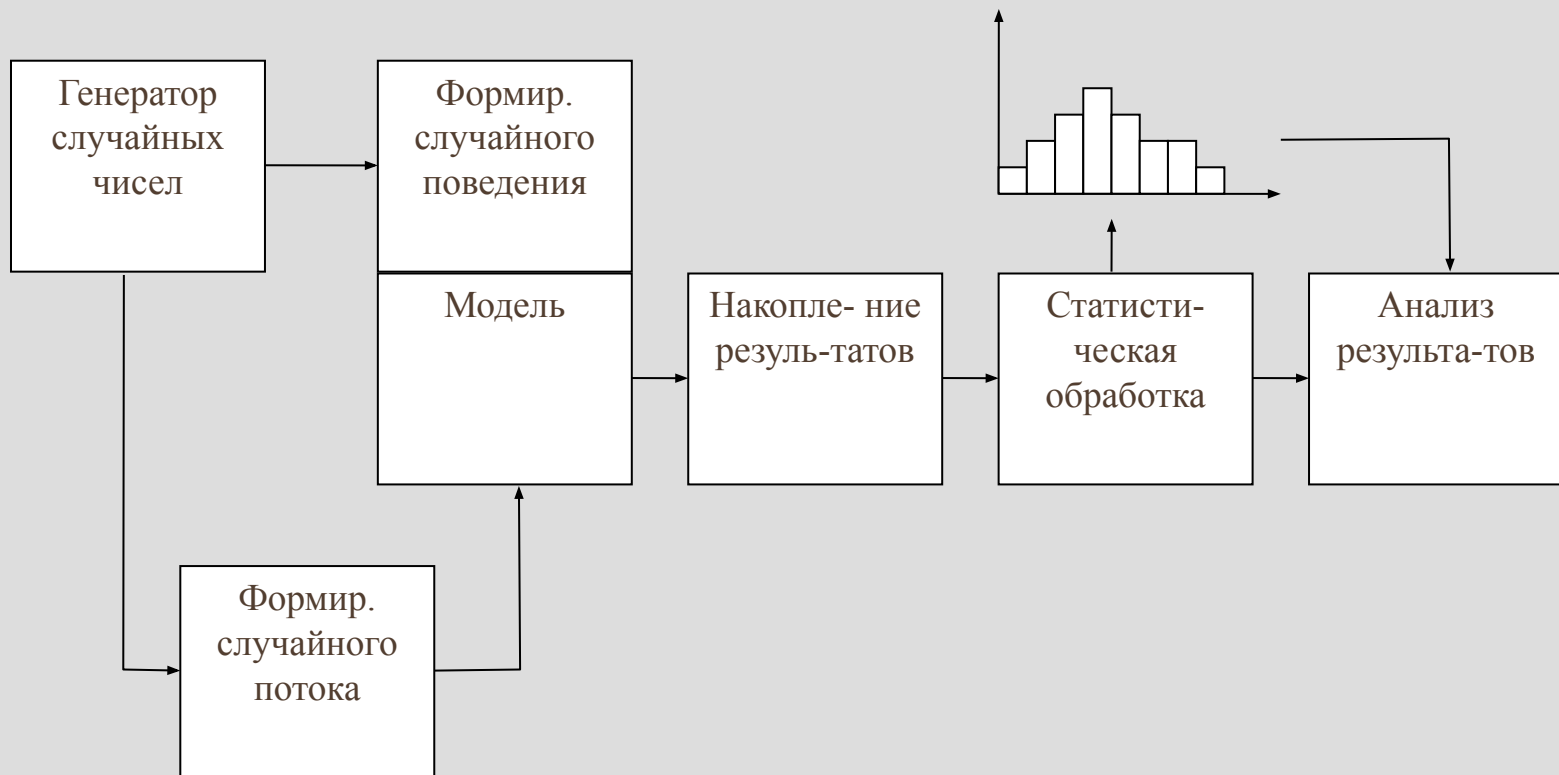 Генератор
случайных
чисел
Формир.
случайного
поведения
Модель
Накопле- ние
резуль-татов
Статисти-
ческая
обработка
Анализ
результа-тов
Формир.
случайного
потока